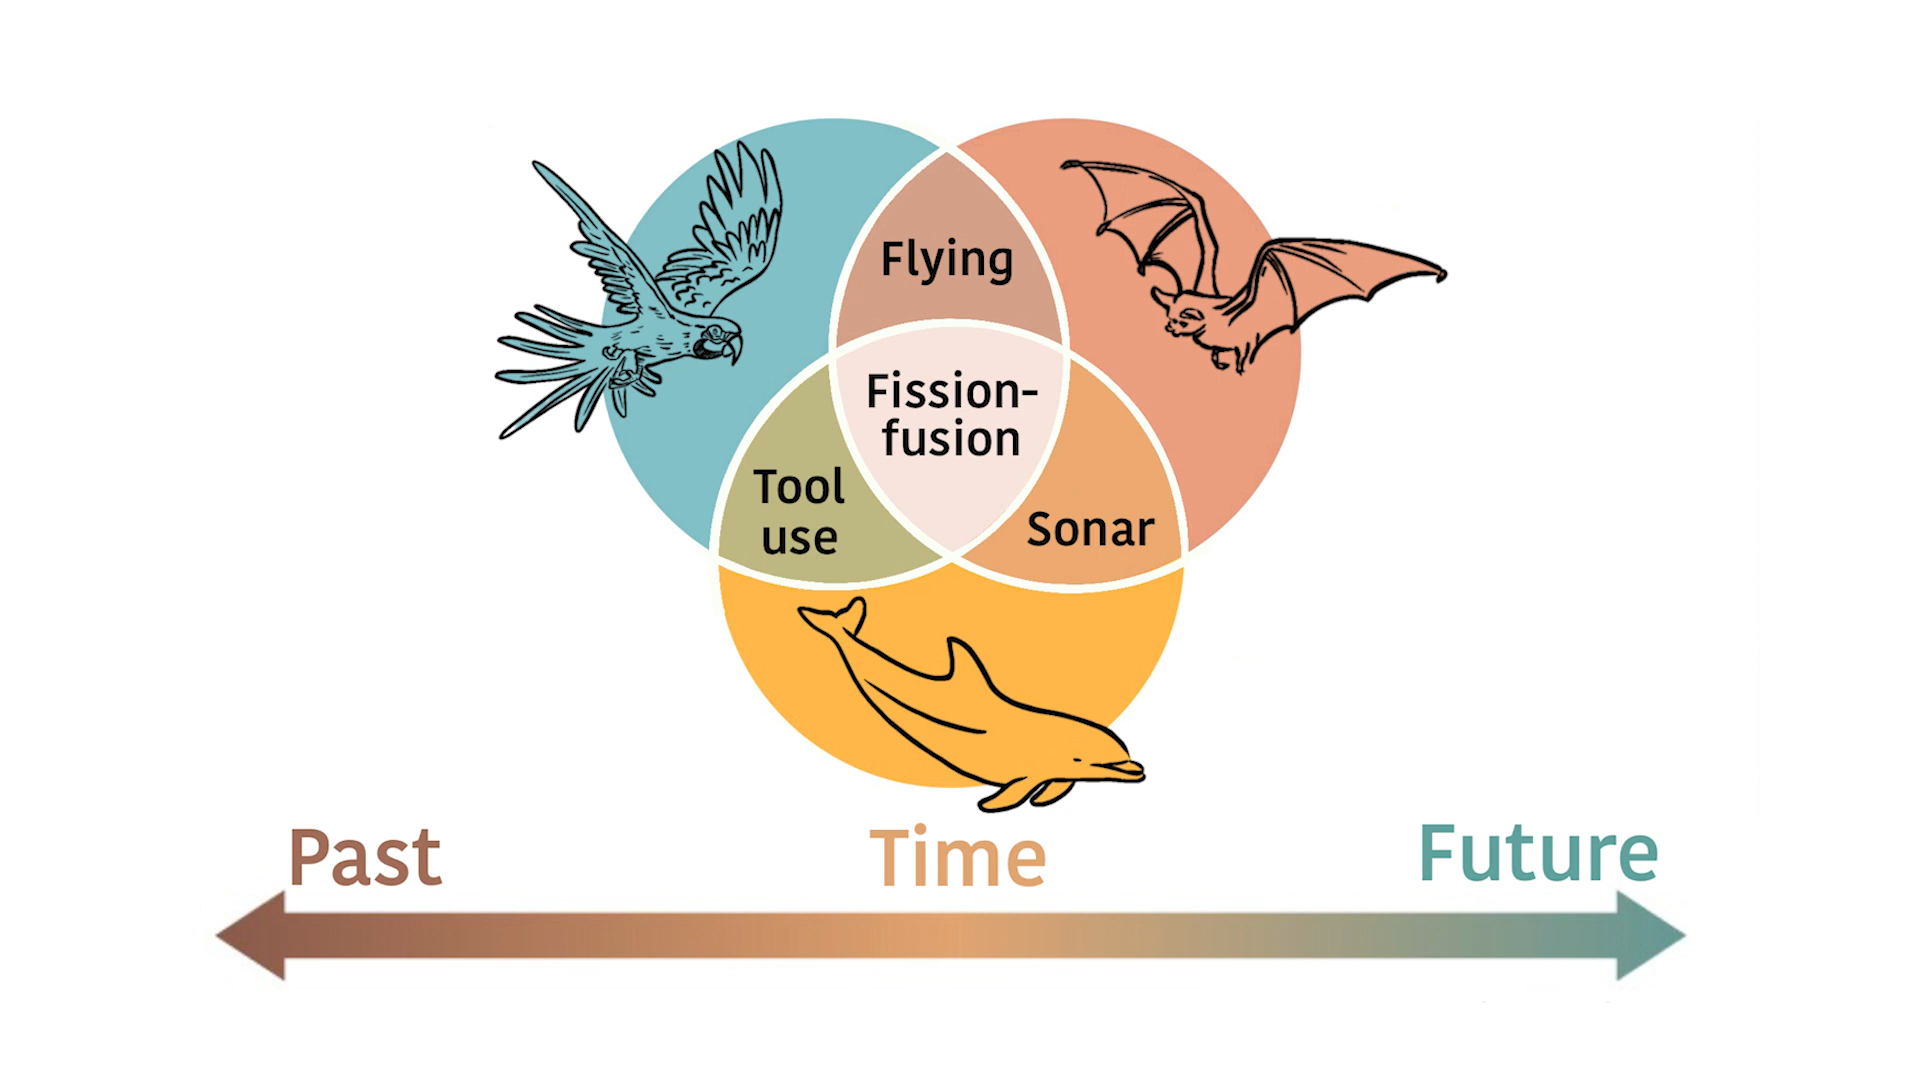 Flying
Fission-
fusion
Tool
use
Sonar
Past
Time
Future